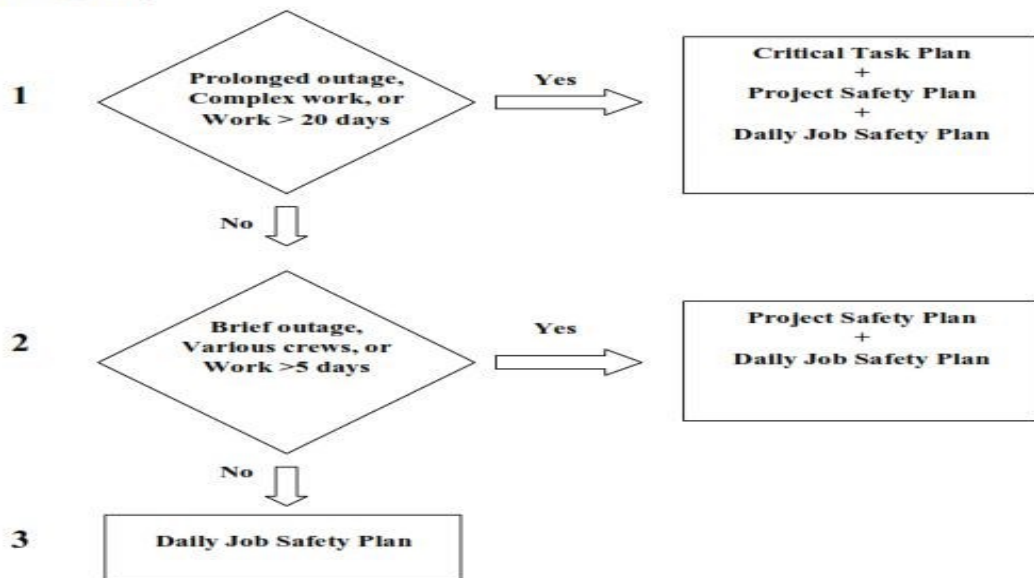 1
Prolonged outage,
Complex work, or
Work > 20 days
Yes
Critical Task Plan
+
Project Safety Plan
+
Daily Job Safety Plan
No
2
Brief outage,
Various crews, or
Work >5 days
Yes
Project Safety Plan
+
Daily Job Safety Plan
No
3
Daily Job Safety Plan